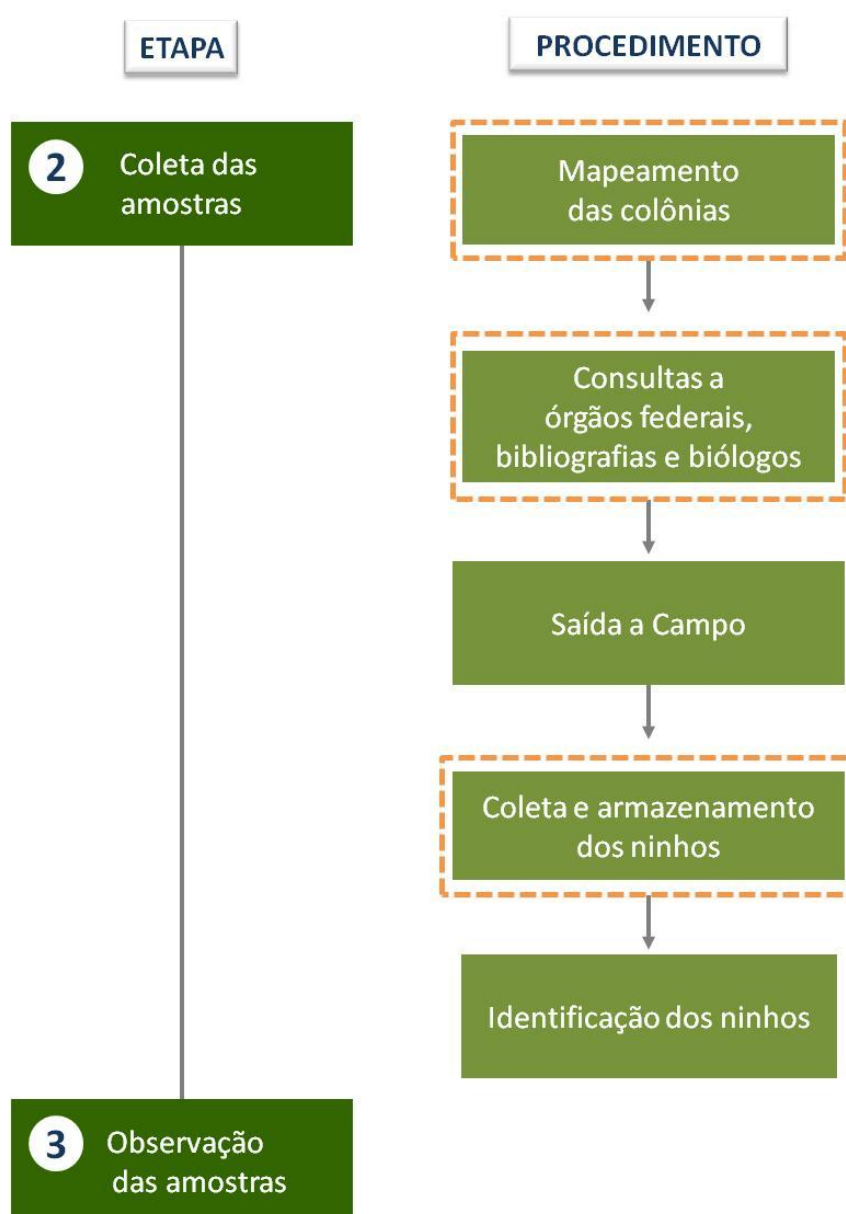 ETAPA
PROCEDIMENTO
2
Coleta das
amostras
Mapeamento
das colônias
Consultas a
órgãos federais,
bibliografias e biólogos
Saída a Campo
Coleta e armazenamento
dos ninhos
Identificação dos ninhos
3
Observação
das amostras